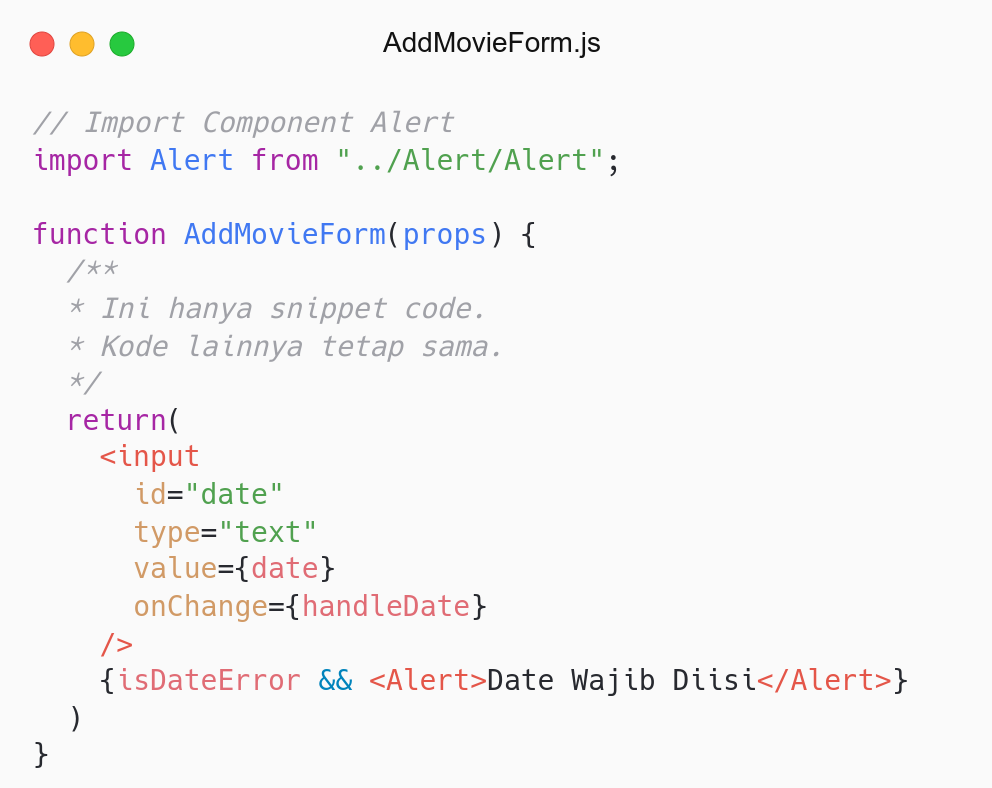 AddMovieForm.js
// Import Component Alert
import Alert from "../Alert/Alert";
function AddMovieForm(props) {
  /**
  * Ini hanya snippet code.
  * Kode lainnya tetap sama.
  */
  return(
    <input
      id="date"
      type="text"
      value={date}
      onChange={handleDate}
    />
    {isDateError && <Alert>Date Wajib Diisi</Alert>}
  )
}